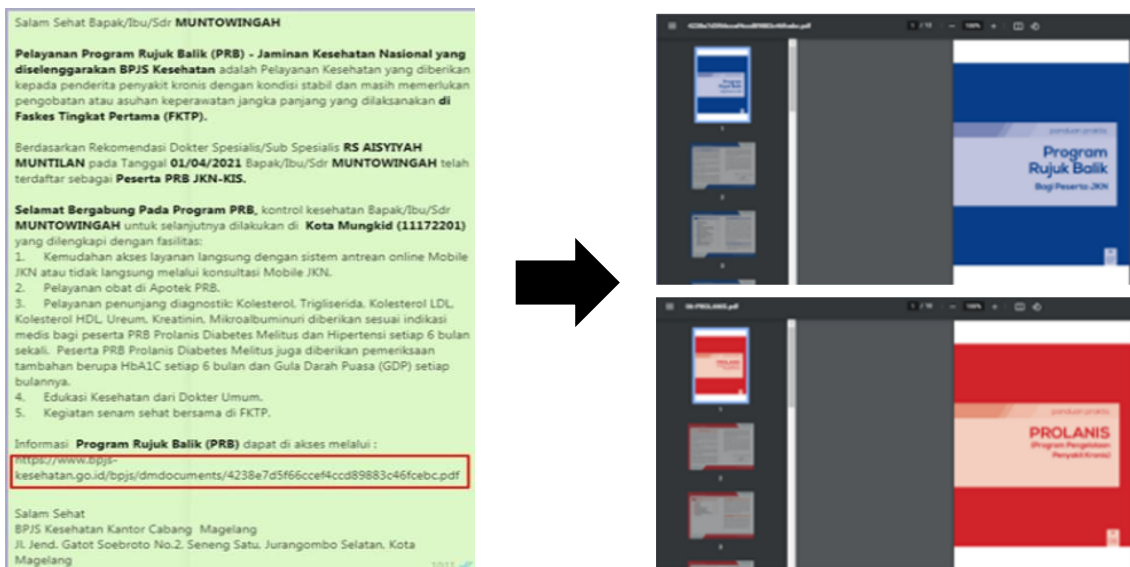 Salam Sehat Bapak/Ibu/Sdr MUNTOWINGAH
Pelayanan Program Rujuk Balik (PRB) - Jaminan Kesehatan Nasional yang
diselenggarakan BPJS Kesehatan adalah Pelayanan Kesehatan yang diberikan
kepada penderita penyakit kronis dengan kondisi stabil dan masih memerlukan
pengobatan atau asuhan keperawatan jangka panjang yang dilaksanakan di
Faskes Tingkat Pertama (FKTP).
Berdasarkan Rekomendasi Dokter Spesialis/Sub Spesialis RS AISYIYAH
MUNTILAN pada Tanggal 01/04/2021 Bapak/Ibu/Sdr MUNTOWINGAH telah
terdaftar sebagai Peserta PRB JKN-KIS.
Selamat Bergabung Pada Program PRB, kontrol kesehatan Bapak/Ibu/Sdr
MUNTOWINGAH untuk selanjutnya dilakukan di Kota Mungkid (11172201)
yang dilengkapi dengan fasilitas:
1. Kemudahan akses layanan langsung dengan sistem antrean online Mobile
JKN atau tidak langsung melalui konsultasi Mobile JKN.
2. Pelayanan obat di Apotek PRB.
3. Pelayanan penunjang diagnostik: Kolesterol, Trigliserida, Kolesterol LDL,
Kolesterol HDL, Ureum, Kreatinin, Mikroalbuminuri diberikan sesuai indikasi
medis bagi peserta PRB Prolanis Diabetes Melitus dan Hipertensi setiap 6 bulan
sekali. Peserta PRB Prolanis Diabetes Melitus juga diberikan pemeriksaan
tambahan berupa HbA1C setiap 6 bulan dan Gula Darah Puasa (GDP) setiap
bulannya.
4. Edukasi Kesehatan dari Dokter Umum.
5. Kegiatan senam sehat bersama di FKTP.
Informasi Program Rujuk Balik (PRB) dapat di akses melalui :
https://www.bpjs-
kesehatan.go.id/bpjs/dmdocuments/4238e7d5f66ccef4ccd89883c46fcebc.pdf
Salam Sehat
BPJS Kesehatan Kantor Cabang Magelang
Jl. Jend. Gatot Soebroto No.2, Seneng Satu, Jurangombo Selatan, Kota
Magelang
panduan praktis
Program
Rujuk Balik
Bagi Peserta JKN
1
2
3
06-PROLANIS.pdf
panduan praktis
PROLANIS
(Program Pengelolaan
Penyakit Kronis)
1
2